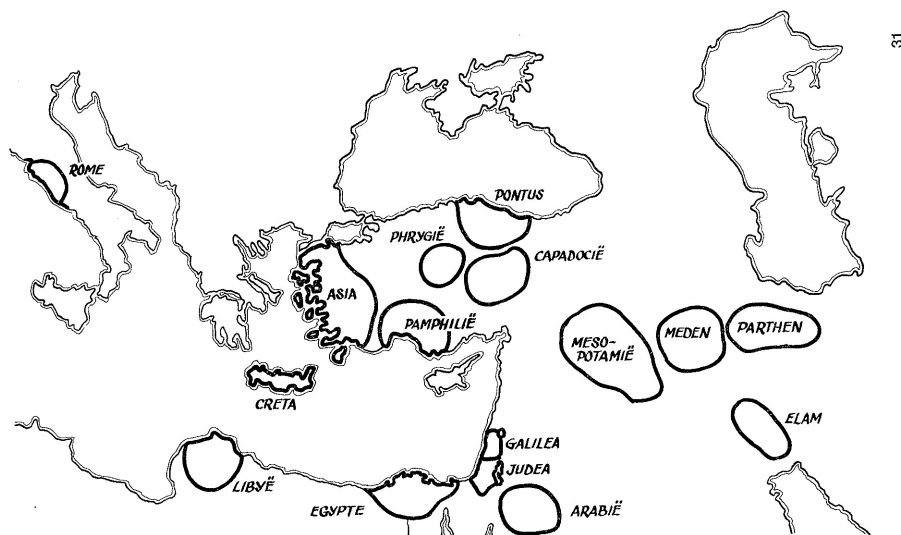 31
ROME
PONTUS
PHRYGIË
CAPADOCIË
ASIA
PAMPHILIË
MESO-
POTAMIË
MEDEN
PARTHEN
CRETA
ELAM
GALILEA
JUDEA
LIBYË
EGYPTE
ARABIË